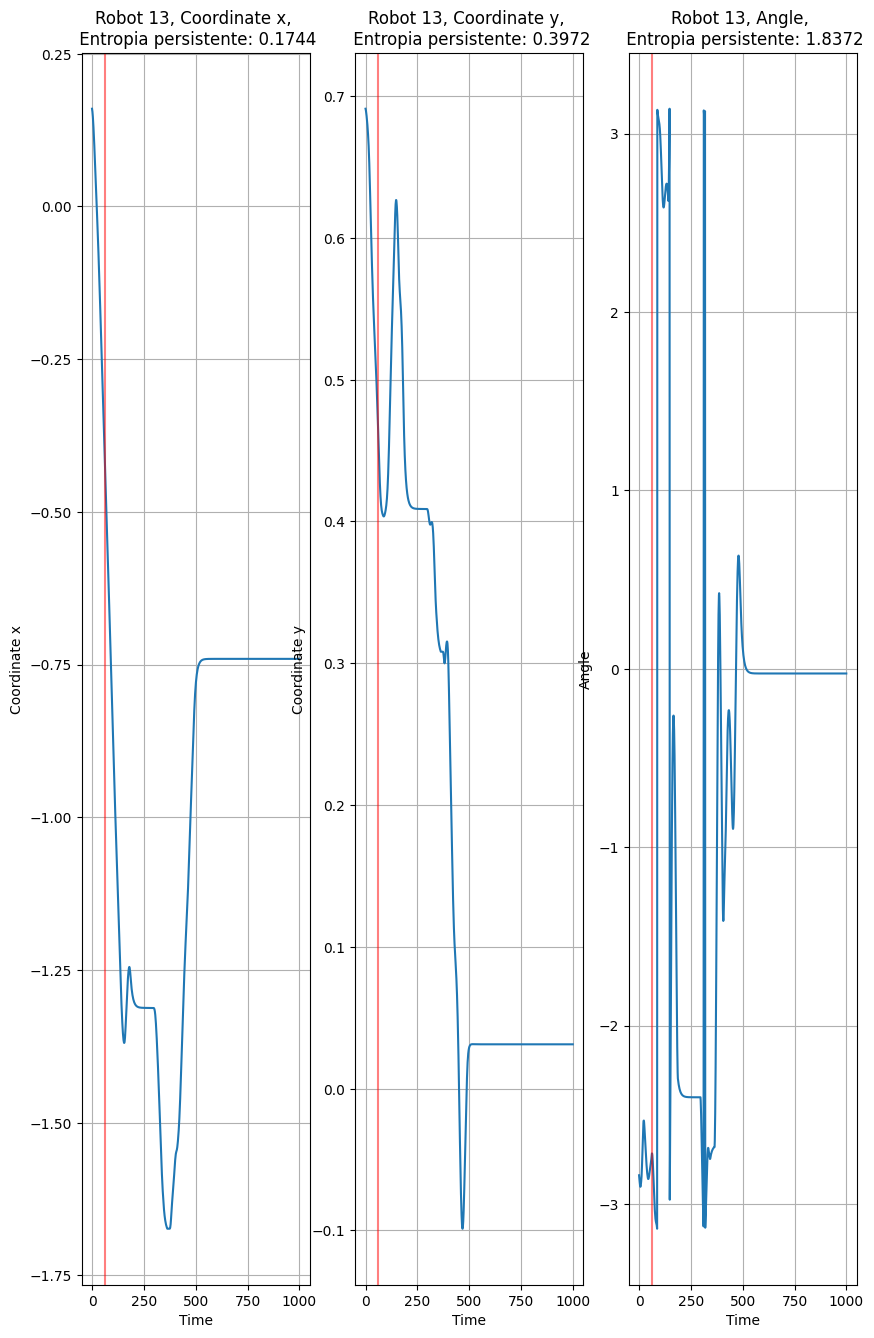 Robot 13, Coordinate x,
Entropia persistente: 0.1744
0.25
0.00
−0.25
−0.50
−0.75
−1.00
−1.25
−1.50
−1.75
Coordinate x
0 250 500 750 1000
Time
Robot 13, Coordinate y,
Entropia persistente: 0.3972
0.7
0.6
0.5
0.4
0.3
0.2
0.1
0.0
−0.1
Coordinate y
0 250 500 750 1000
Time
Robot 13, Angle,
Entropia persistente: 1.8372
3
2
1
0
−1
−2
−3
Angle
0 250 500 750 1000
Time